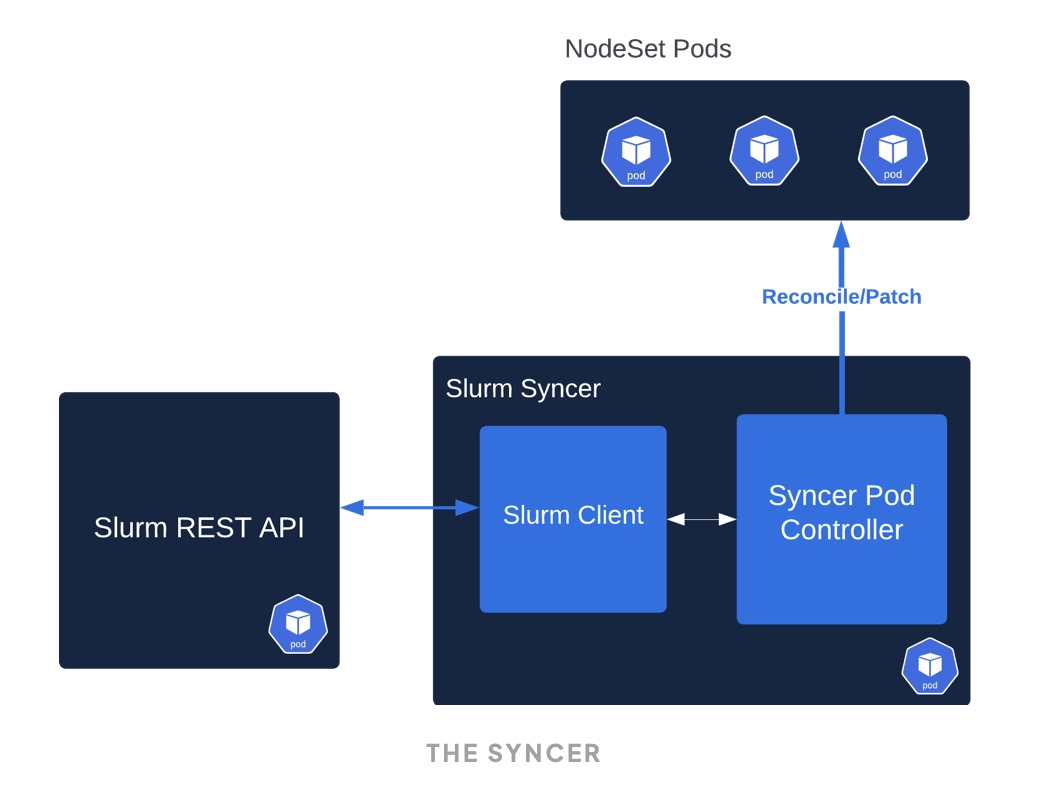 NodeSet Pods
pod
pod
pod
Reconcile/Patch
Slurm Syncer
Slurm REST API
pod
Slurm Client
Syncer Pod
Controller
pod
THE SYNCER